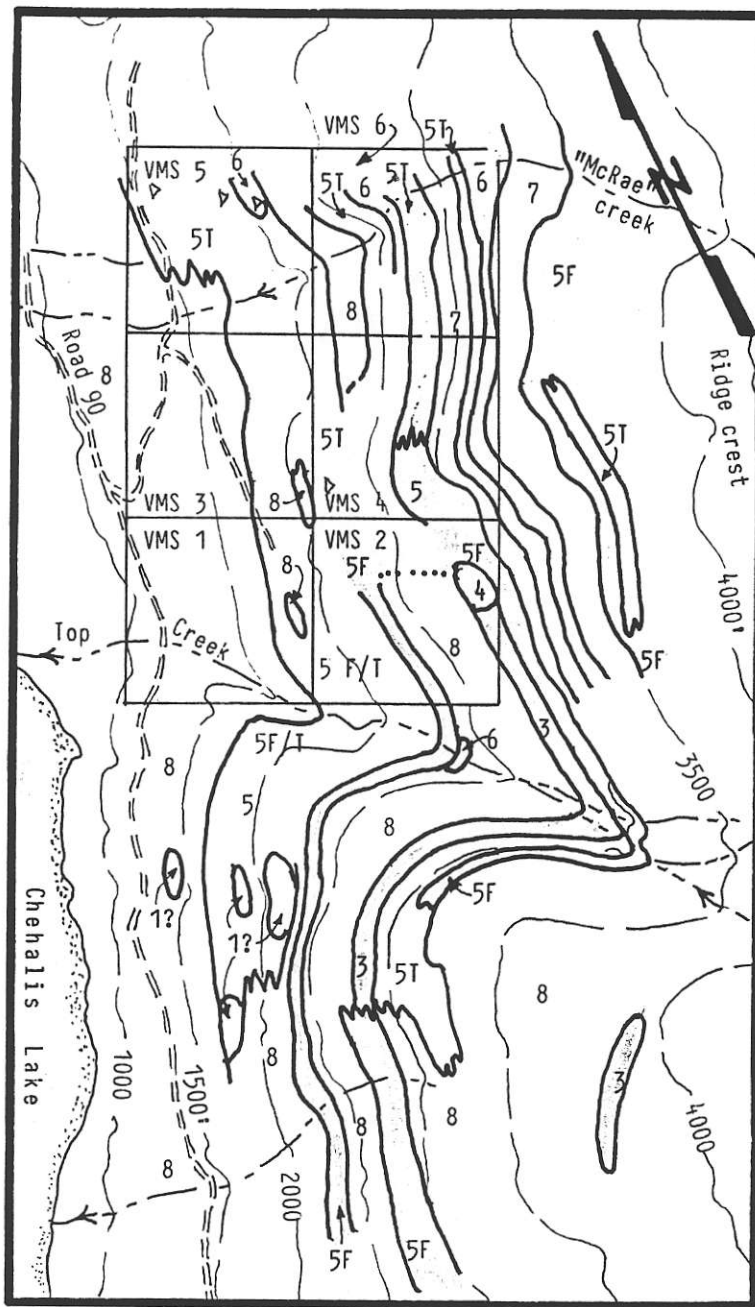 VMS 6
5T
VMS 5
6
5T
6
5T
6
7
"McRae"
creek
N
5T
5F
8
7
Road 90
8
Ridge crest
5T
5T
8
VMS 3
VMS 4
5
VMS 1
VMS 2
5F
5F
4
8
4000'
Top
Creek
5 F/T
8
5F
3
5F/T
6
3500
8
5
8
5F
1?
1?
3
5T
8
Chehalis Lake
8
3
1000
1500'
8
8
4000
8
2000
5F
5F